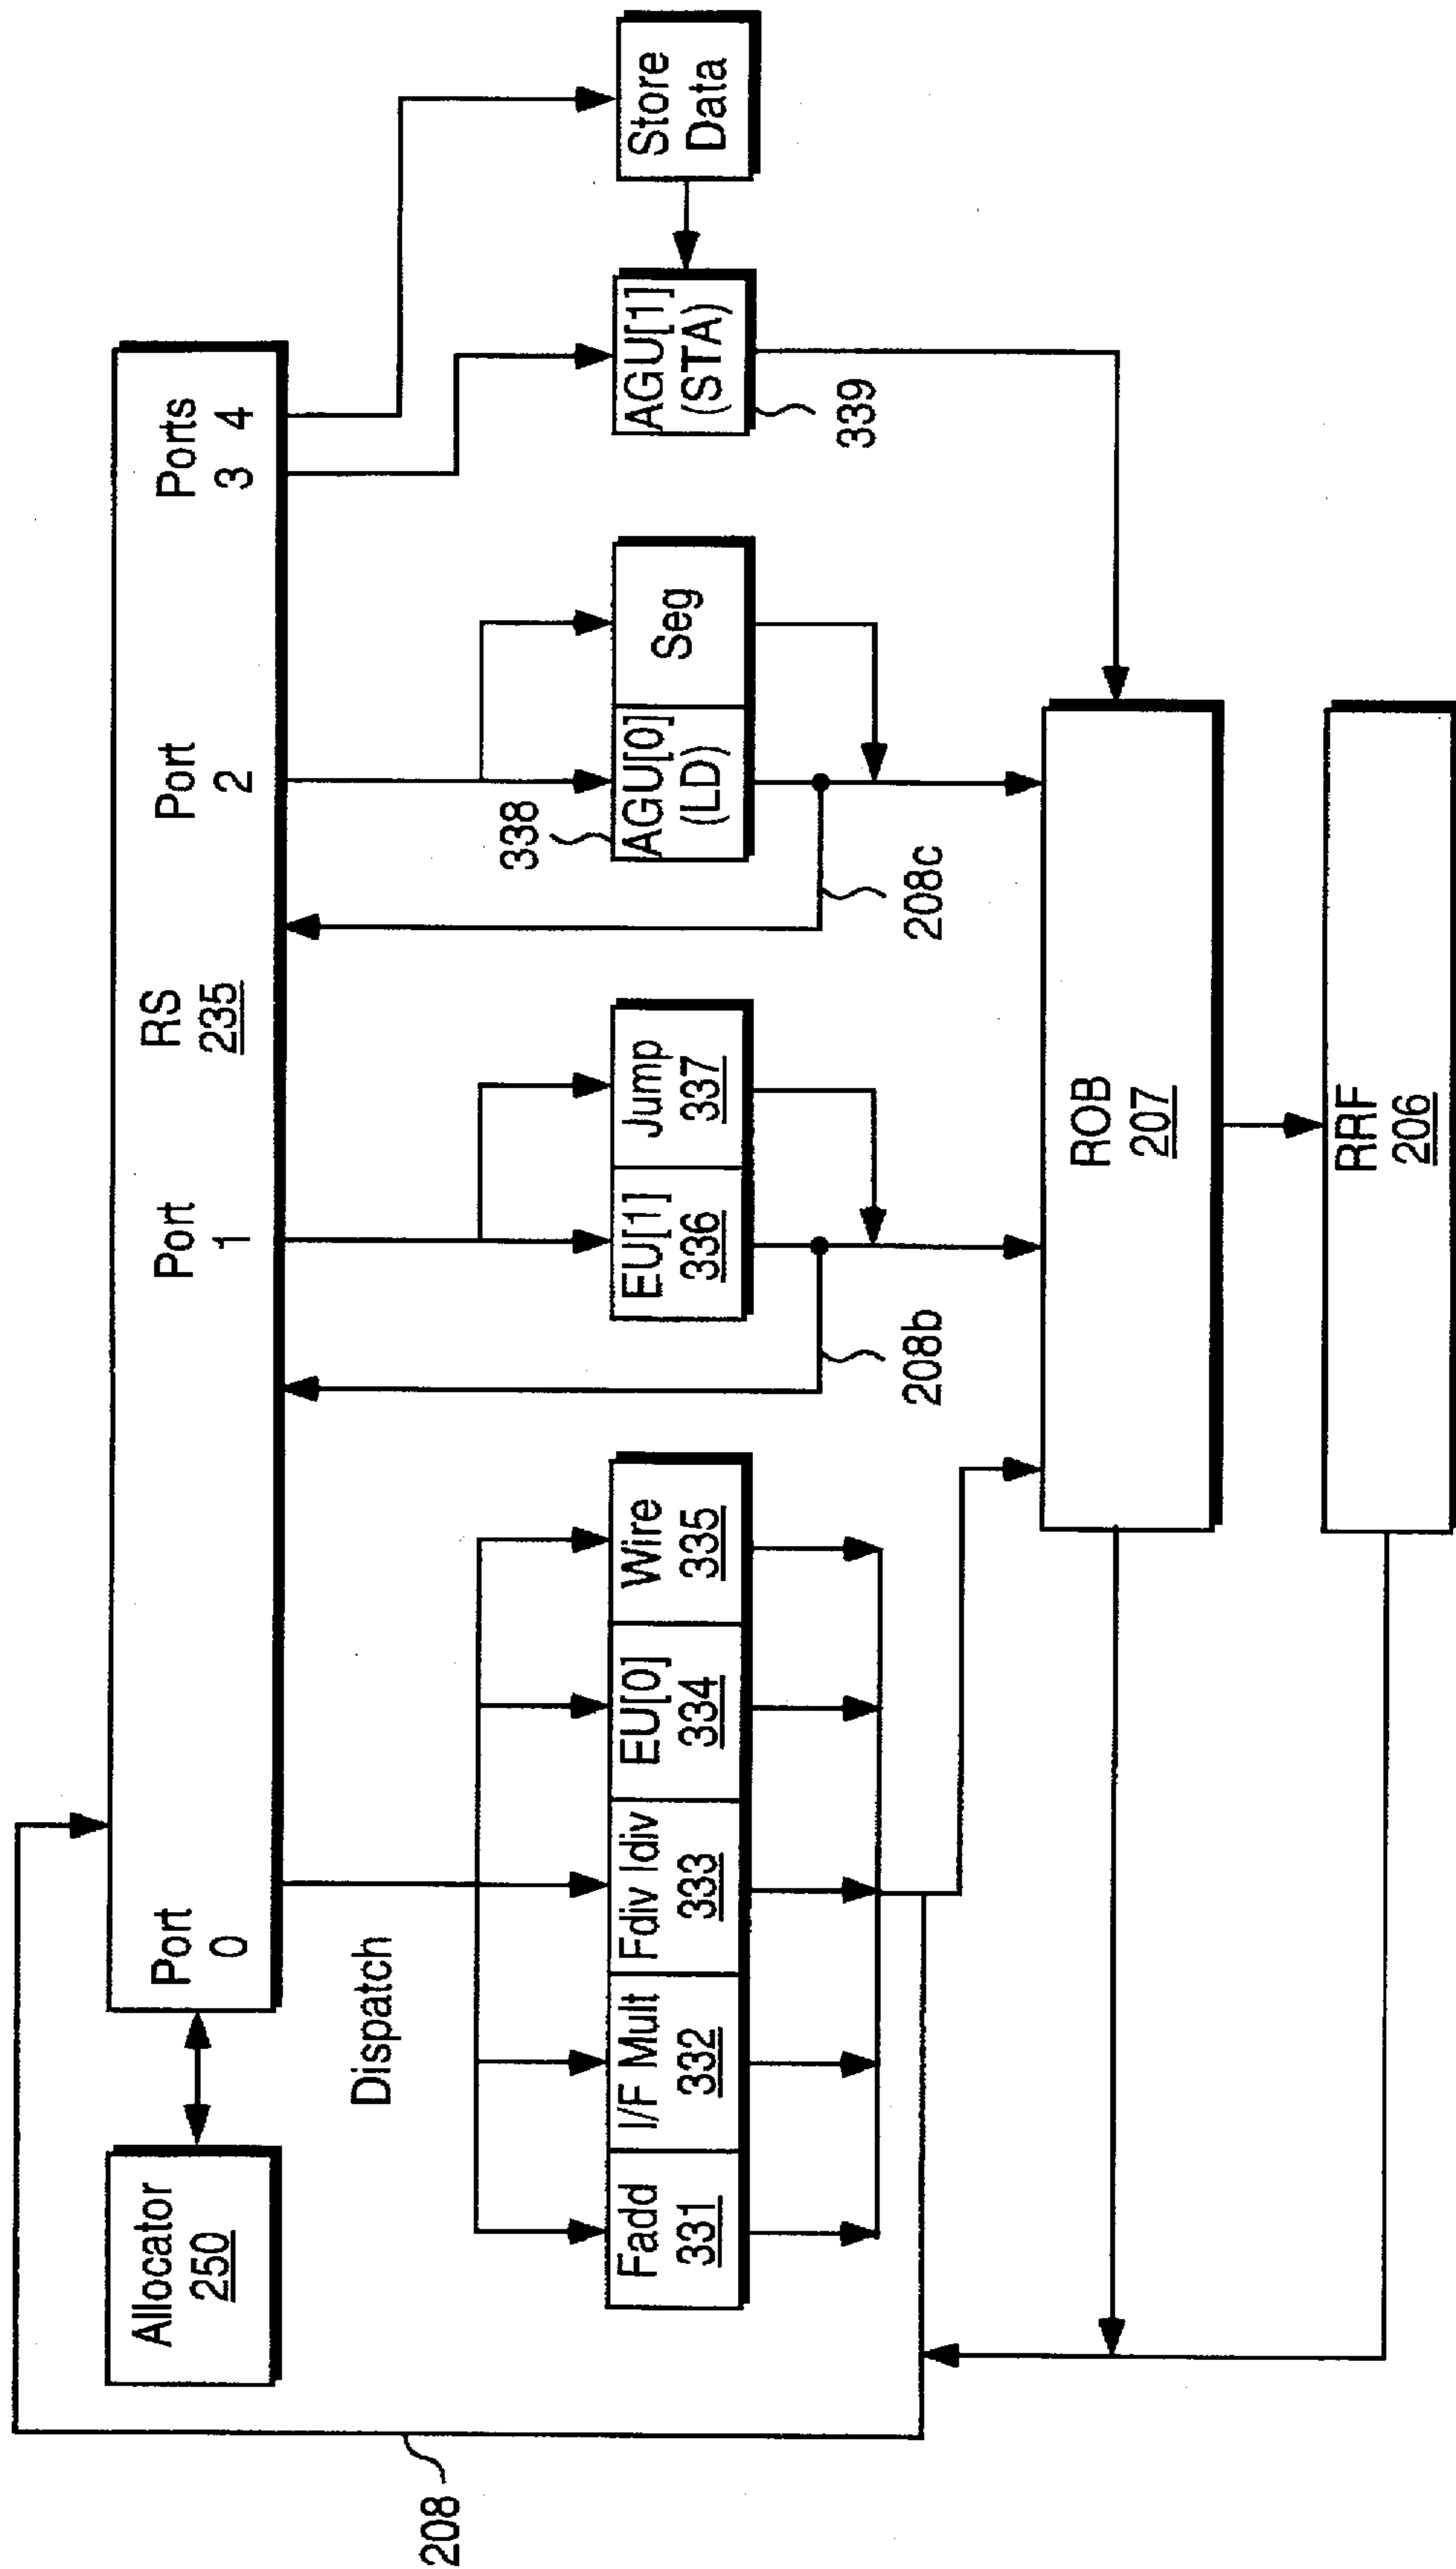 Allocator
250
Port
0
RS
235
Port
1
Port
2
Ports
3 4
Dispatch
208
Fadd
331
I/F Mult
332
Fdiv Idiv
333
EU[0]
334
Wire
335
EU[1]
336
Jump
337
338
AGU[0]
(LD)
Seg
AGU[1]
(STA)
339
Store
Data
208b
208c
ROB
207
RRF
206